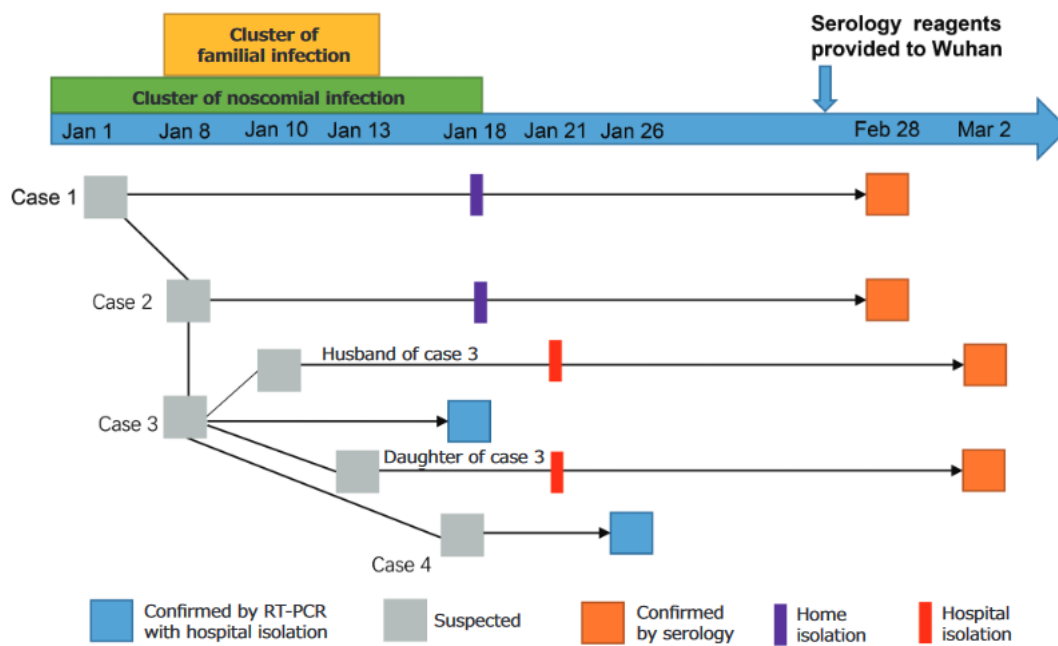 Cluster of
familial infection
Serology reagents
provided to Wuhan
Cluster of noscomial infection
Jan 1
Jan 8
Jan 10
Jan 13
Jan 18
Jan 21
Jan 26
Feb 28
Mar 2
Case 1
Case 2
Husband of case 3
Case 3
Daughter of case 3
Case 4
Confirmed by RT-PCR
with hospital isolation
Suspected
Confirmed
by serology
Home
isolation
Hospital
isolation